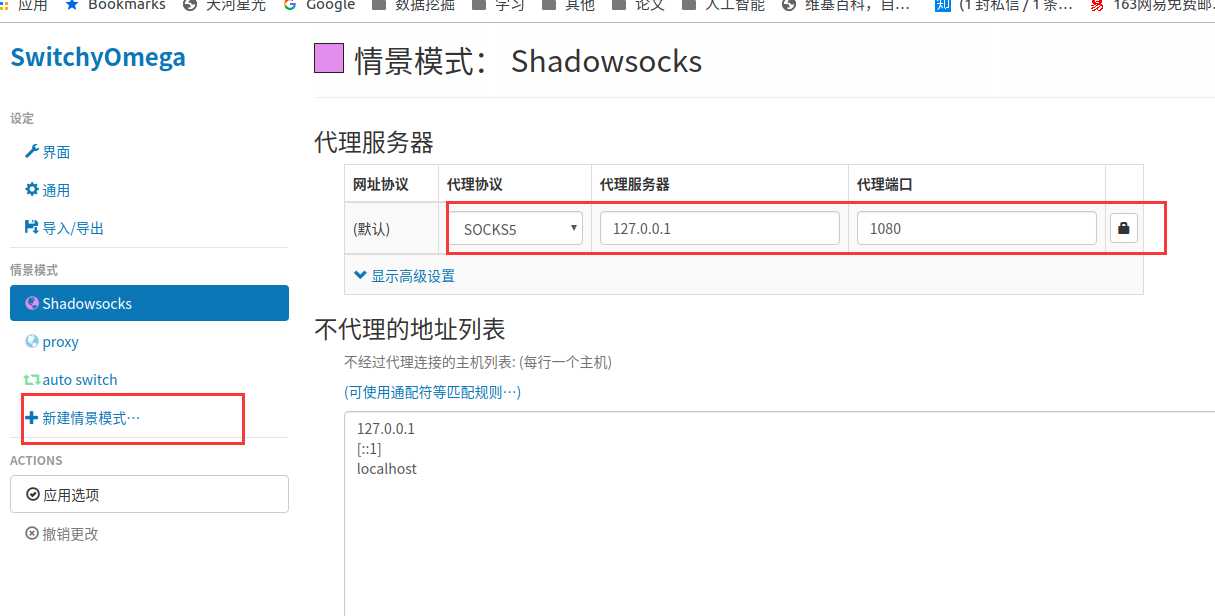 应用 Bookmarks 天河星光 Google 数据挖掘 学习 其他 论文 人工智能 维基百科，自... 知 (1 封私信 / 1 条... 163网易免费邮...
SwitchyOmega
设定
界面
通用
导入/导出
情景模式
Shadowsocks
proxy
auto switch
新建情景模式…
ACTIONS
应用选项
撤销更改
情景模式： Shadowsocks
代理服务器
网址协议 代理协议 代理服务器 代理端口
(默认) SOCKS5 127.0.0.1 1080
显示高级设置
不代理的地址列表
不经过代理连接的主机列表: (每行一个主机)
(可使用通配符等匹配规则…)
127.0.0.1
[::1]
localhost